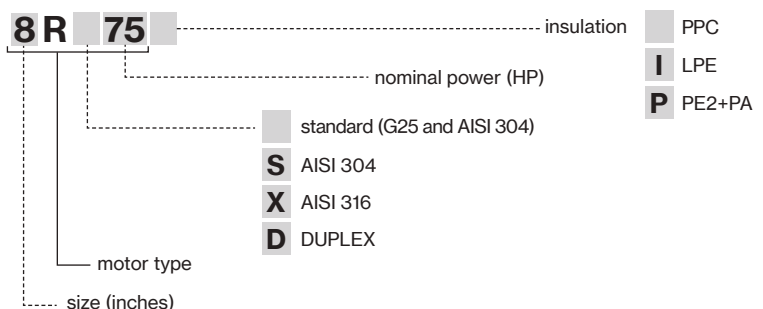 8 R 75
insulation
PPC
I LPE
nominal power (HP)
P PE2+PA
standard (G25 and AISI 304)
S AISI 304
X AISI 316
D DUPLEX
motor type
size (inches)